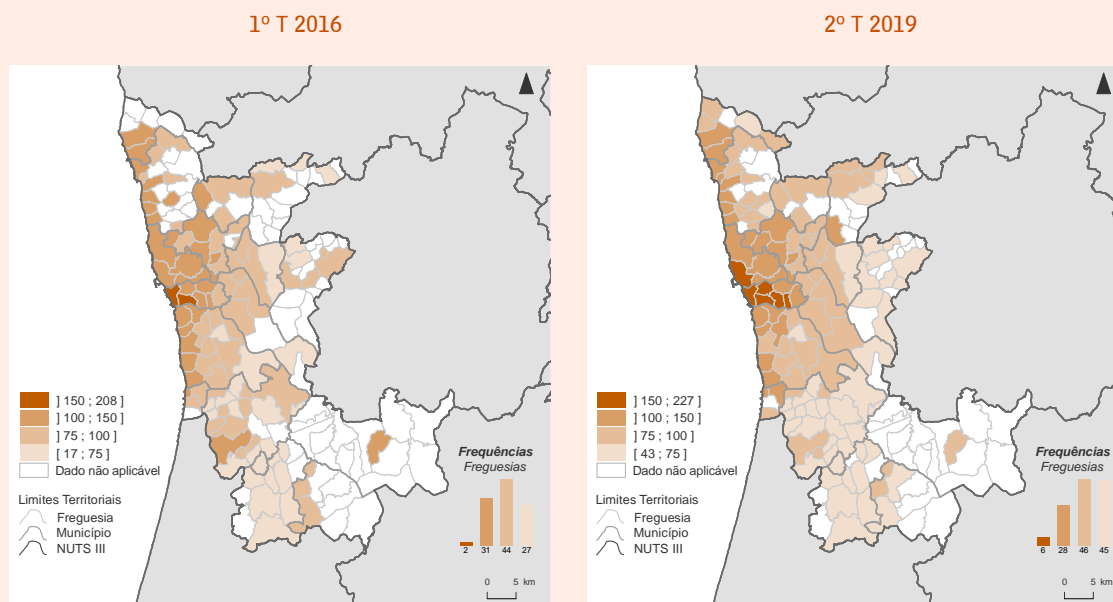 1º T 2016
] 150 ; 208 ]
] 100 ; 150 ]
] 75 ; 100 ]
[ 17 ; 75 ]
Dado não aplicável
Limites Territoriais
Freguesia
Município
NUTS III
Frequências
Freguesias
2 31 44 27
0 5 km
2º T 2019
] 150 ; 227 ]
] 100 ; 150 ]
] 75 ; 100 ]
[ 43 ; 75 ]
Dado não aplicável
Limites Territoriais
Freguesia
Município
NUTS III
Frequências
Freguesias
6 28 46 45
0 5 km